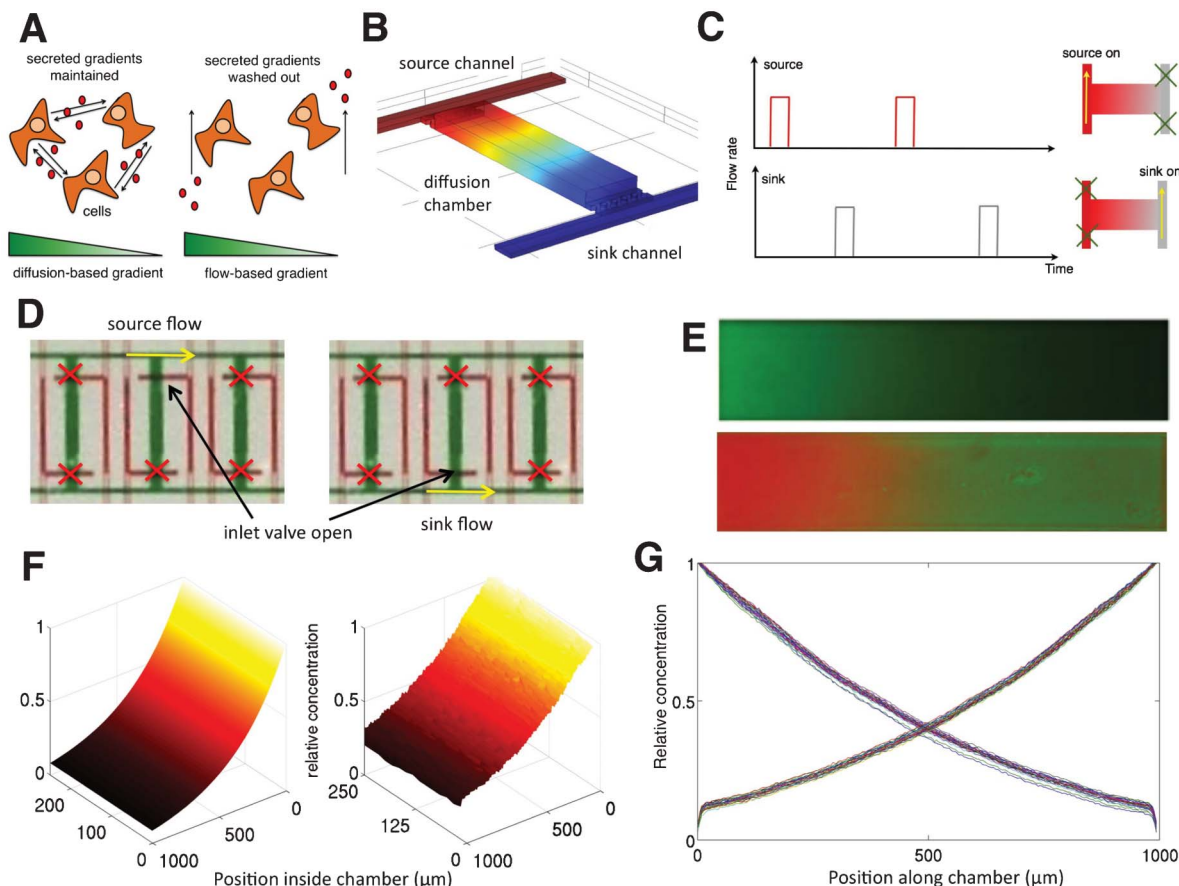 A
secreted gradients
maintained
secreted gradients
washed out
cells
diffusion-based gradient
flow-based gradient
B
source channel
diffusion
chamber
sink channel
C
source
Flow rate
sink
Time
source on
sink on
D
source flow
inlet valve open
sink flow
E
F
1
0.5
0
200
100
0
1000
500
0
relative concentration
1
0.5
0
250
125
0
1000
500
0
Position inside chamber (μm)
G
1
0.5
0
Relative concentration
0
500
1000
Position along chamber (μm)